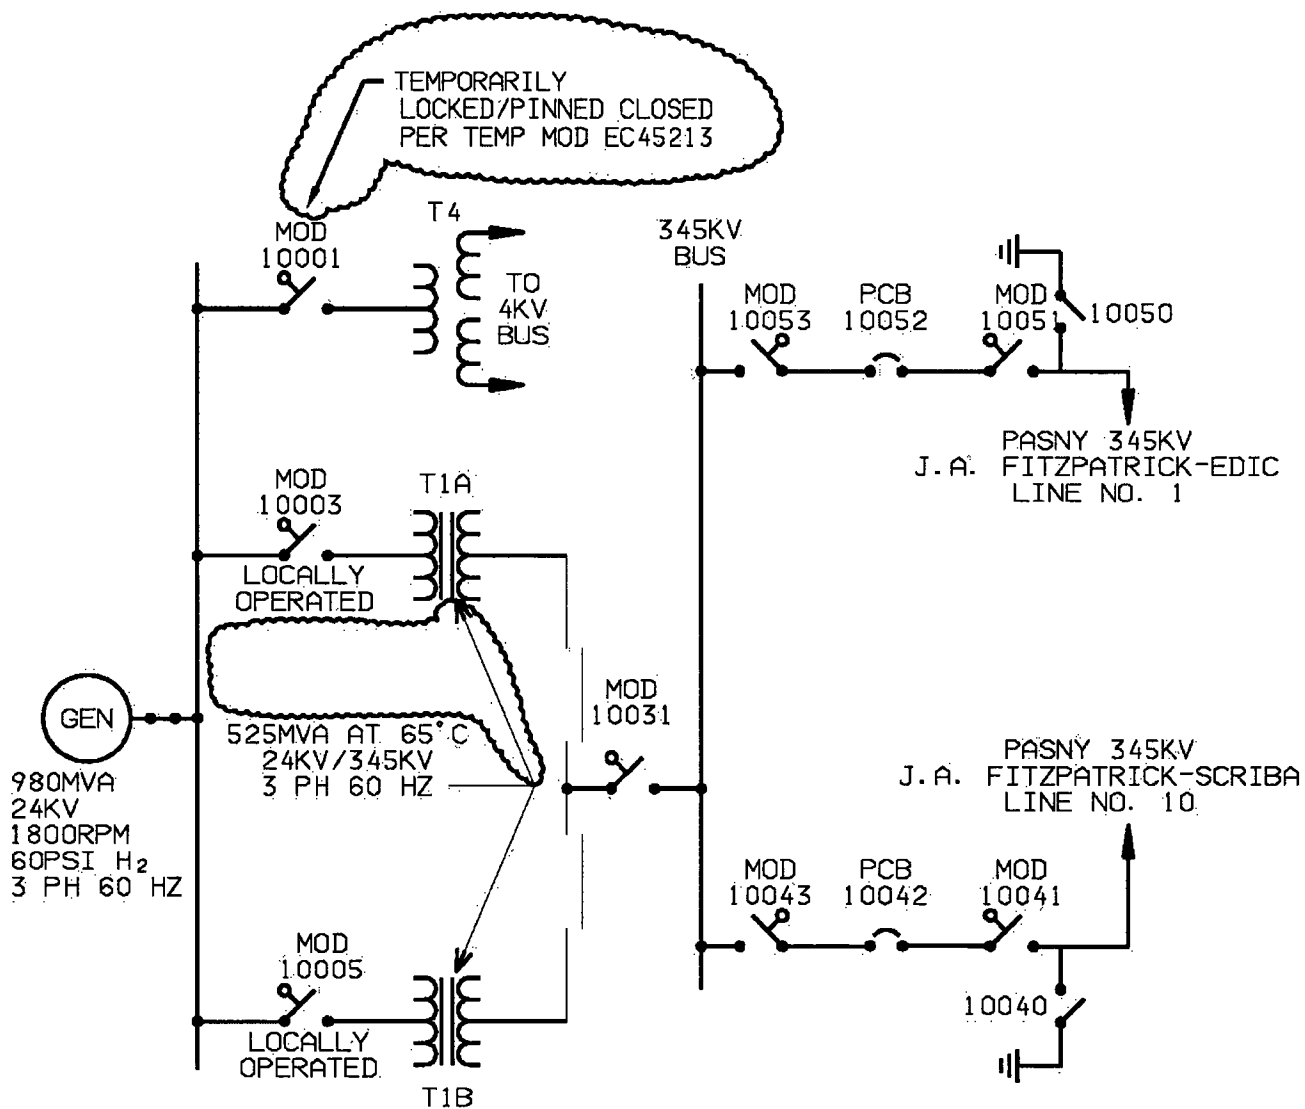 TEMPORARILY
LOCKED/PINNED CLOSED
PER TEMP MOD EC45213
MOD
10001
T4
TO
4KV
BUS
345KV
BUS
MOD
10053
PCB
10052
MOD
10051
10050
PASNY 345KV
J.A. FITZPATRICK-EDIC
LINE NO. 1
MOD
10003
LOCALLY
OPERATED
T1A
GEN
980MVA
24KV
1800RPM
60PSI H₂
3 PH 60 HZ
525MVA AT 65°C
24KV/345KV
3 PH 60 HZ
MOD
10031
PASNY 345KV
J.A. FITZPATRICK-SCRIBA
LINE NO. 10
MOD
10043
PCB
10042
MOD
10041
10040
MOD
10005
LOCALLY
OPERATED
T1B